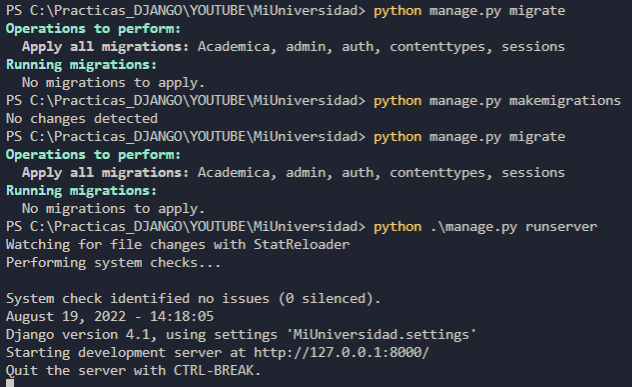 PS C:\Practicas_DJANGO\YOUTUBE\MiUniversidad> python manage.py migrate
Operations to perform:
  Apply all migrations: Academica, admin, auth, contenttypes, sessions
Running migrations:
  No migrations to apply.
PS C:\Practicas_DJANGO\YOUTUBE\MiUniversidad> python manage.py makemigrations
No changes detected
PS C:\Practicas_DJANGO\YOUTUBE\MiUniversidad> python manage.py migrate
Operations to perform:
  Apply all migrations: Academica, admin, auth, contenttypes, sessions
Running migrations:
  No migrations to apply.
PS C:\Practicas_DJANGO\YOUTUBE\MiUniversidad> python .\manage.py runserver
Watching for file changes with StatReloader
Performing system checks...

System check identified no issues (0 silenced).
August 19, 2022 - 14:18:05
Django version 4.1, using settings 'MiUniversidad.settings'
Starting development server at http://127.0.0.1:8000/
Quit the server with CTRL-BREAK.